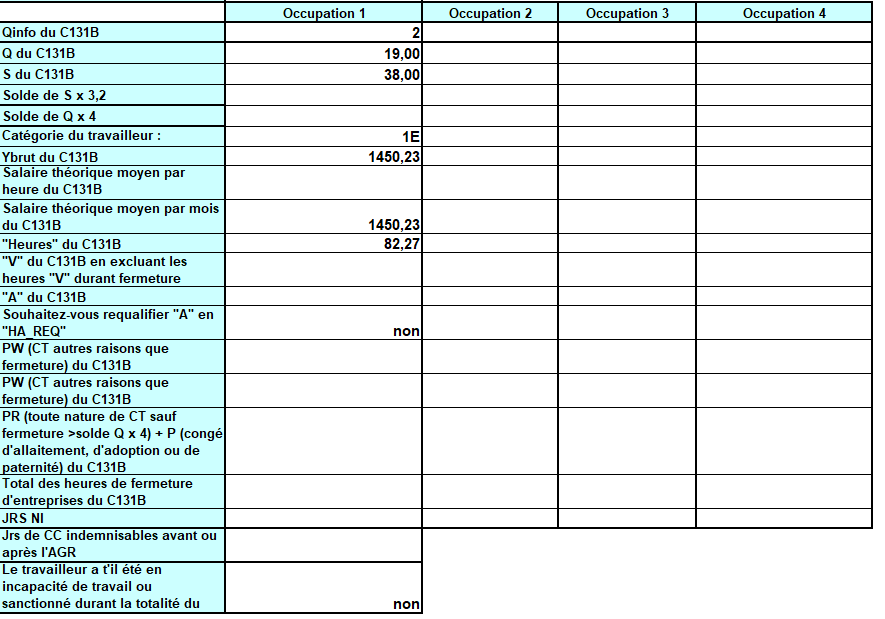 Occupation 1 Occupation 2 Occupation 3 Occupation 4
Qinfo du C131B 2
Q du C131B 19,00
S du C131B 38,00
Solde de S x 3,2
Solde de Q x 4
Catégorie du travailleur : 1E
Ybrut du C131B 1450,23
Salaire théorique moyen par
heure du C131B
Salaire théorique moyen par mois
du C131B 1450,23
"Heures" du C131B 82,27
"V" du C131B en excluant les
heures "V" durant fermeture
"A" du C131B
Souhaitez-vous requalifier "A" en
"HA_REQ" non
PW (CT autres raisons que
fermeture) du C131B
PW (CT autres raisons que
fermeture) du C131B
PR (toute nature de CT sauf
fermeture >solde Q x 4) + P (congé
d'allaitement, d'adoption ou de
paternité) du C131B
Total des heures de fermeture
d'entreprises du C131B
JRS NI
Jrs de CC indemnisables avant ou
après l'AGR
Le travailleur a t'il été en
incapacité de travail ou
sanctionné durant la totalité du non